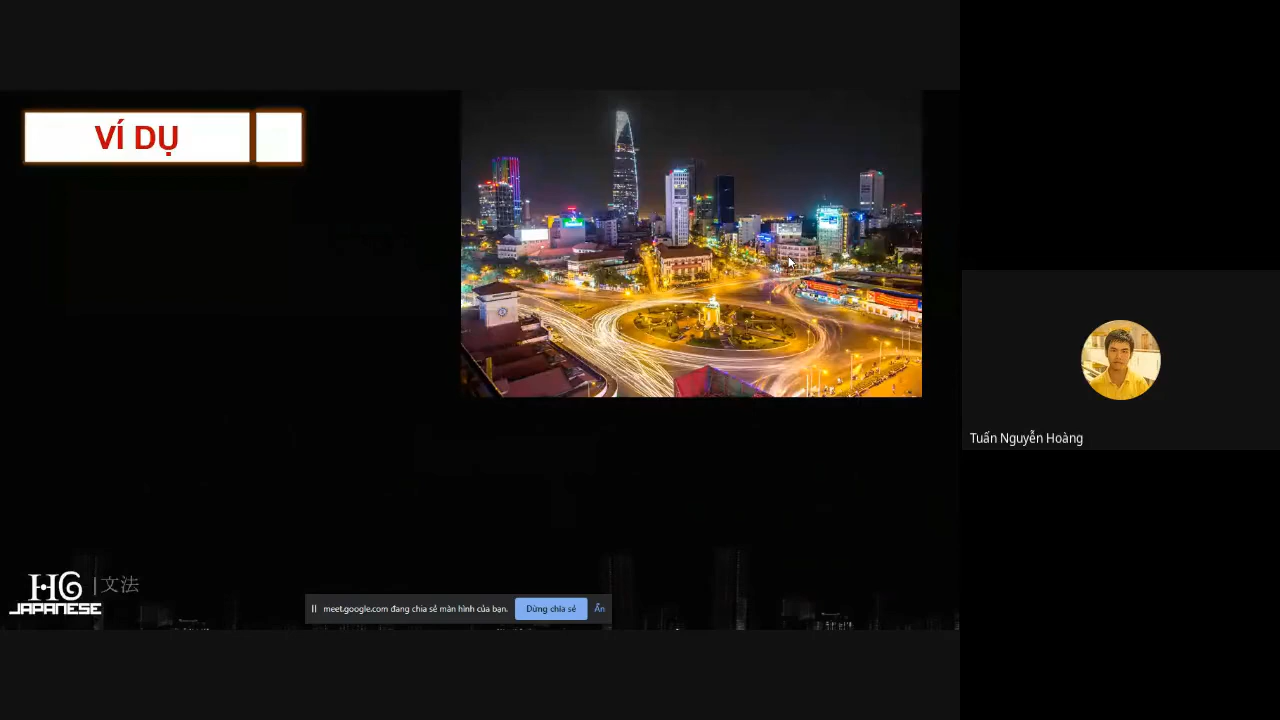 VÍ DỤ
HG
JAPANESE
|文法
meet.google.com đang chia sẻ màn hình của bạn.
Dừng chia sẻ
Ẩn
Tuấn Nguyễn Hoàng